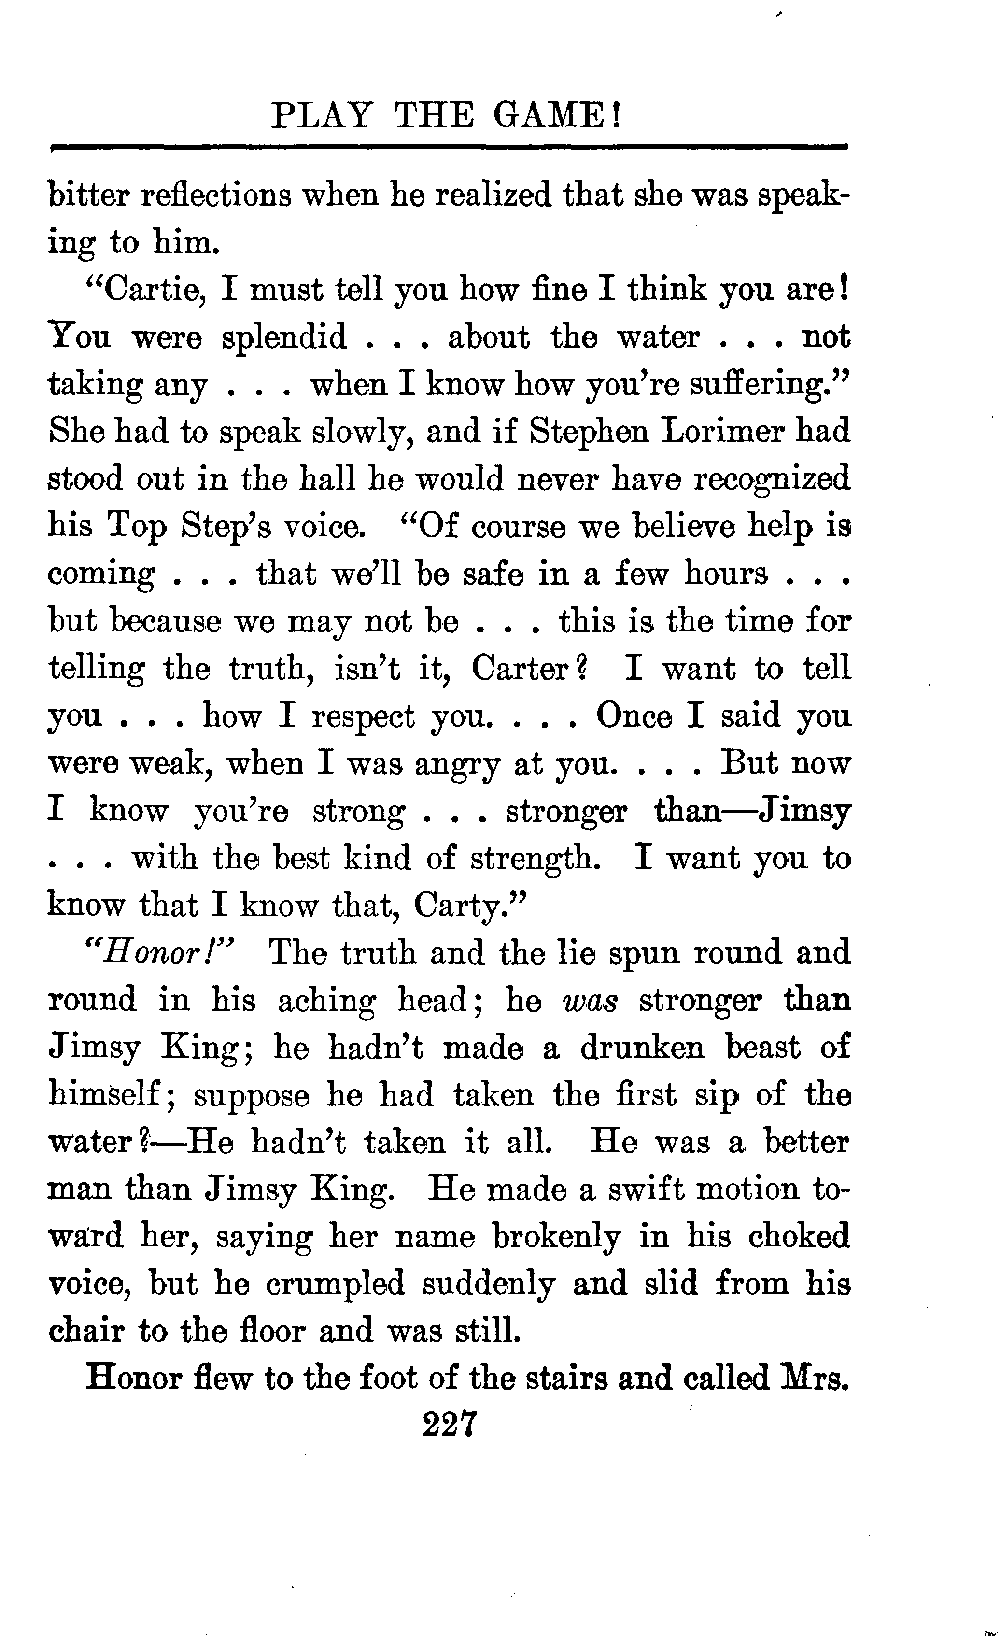 PLAY THE GAME!
bitter reflections when he realized that she was speak-
ing to him.
“Cartie, I must tell you how fine I think you are!
You were splendid . . . about the water . . . not
taking any . . . when I know how you’re suffering.”
She had to speak slowly, and if Stephen Lorimer had
stood out in the hall he would never have recognized
his Top Step’s voice. “Of course we believe help is
coming . . . that we’ll be safe in a few hours . . .
but because we may not be . . . this is the time for
telling the truth, isn’t it, Carter? I want to tell
you . . . how I respect you. . . . Once I said you
were weak, when I was angry at you. . . . But now
I know you’re strong . . . stronger than—Jimsy
. . . with the best kind of strength. I want you to
know that I know that, Carty.”
“Honor!” The truth and the lie spun round and
round in his aching head; he was stronger than
Jimsy King; he hadn’t made a drunken beast of
himself; suppose he had taken the first sip of the
water?—He hadn’t taken it all. He was a better
man than Jimsy King. He made a swift motion to-
ward her, saying her name brokenly in his choked
voice, but he crumpled suddenly and slid from his
chair to the floor and was still.
Honor flew to the foot of the stairs and called Mrs.
227